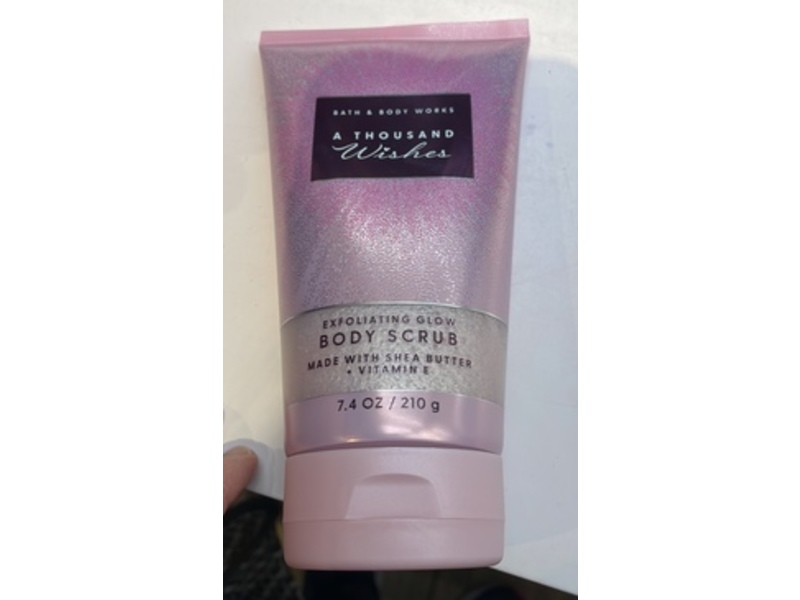 BATH & BODY WORKS
A THOUSAND
Wishes
EXFOLIATING GLOW
BODY SCRUB
MADE WITH SHEA BUTTER
+ VITAMIN E
7.4 OZ / 210 g